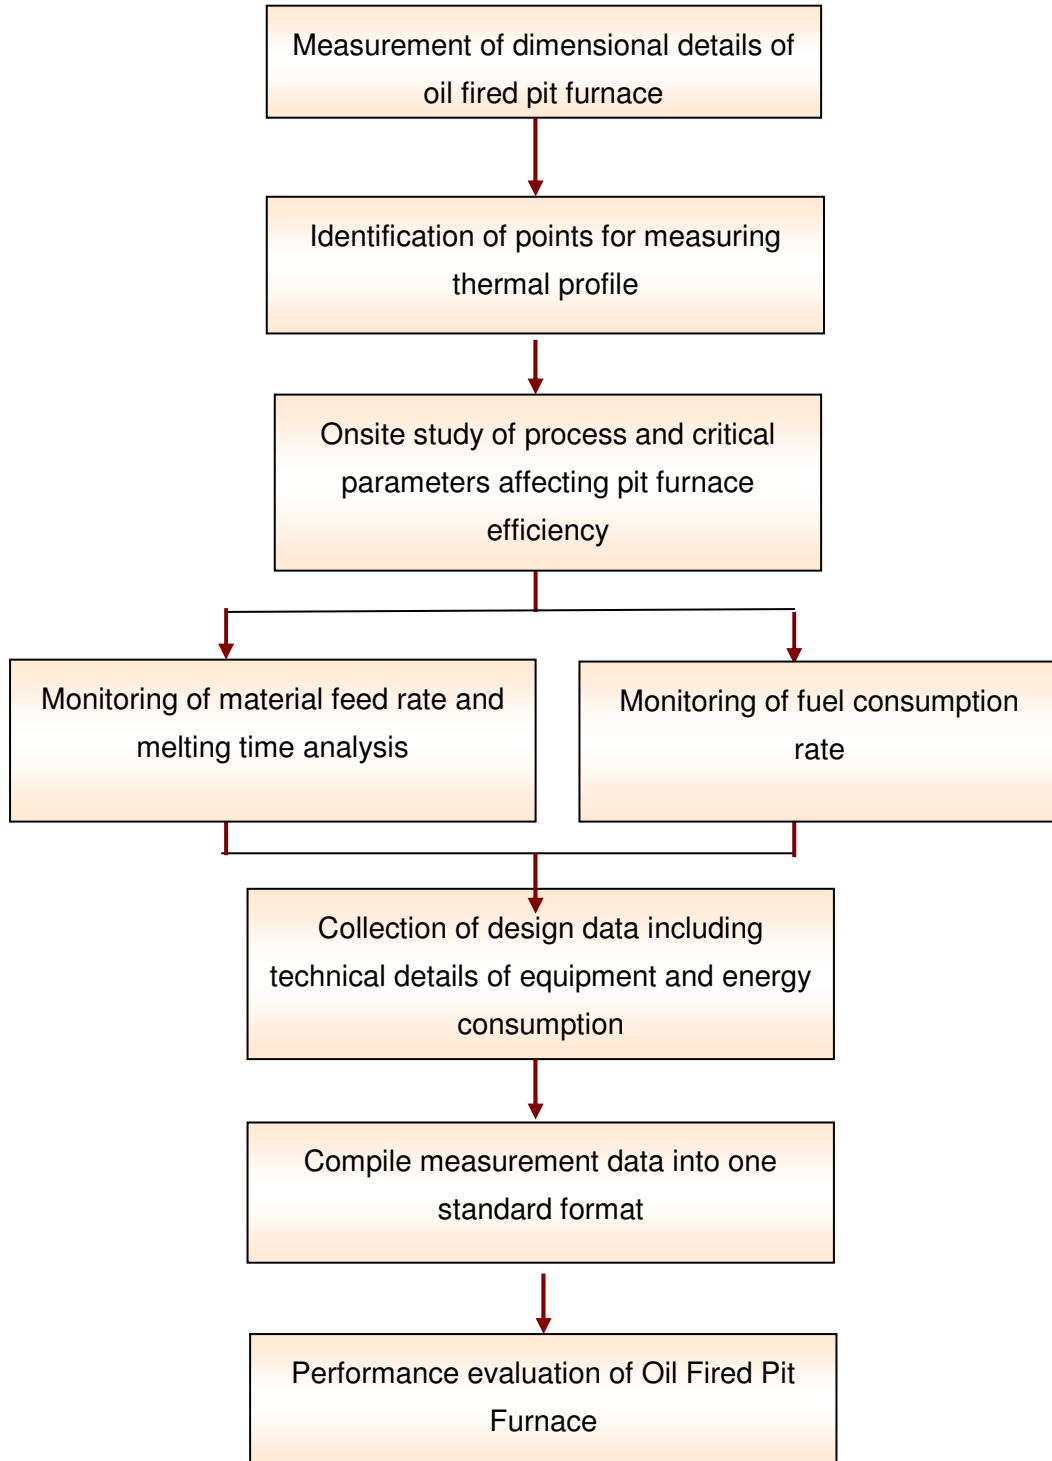 Measurement of dimensional details of
oil fired pit furnace
Identification of points for measuring
thermal profile
Onsite study of process and critical
parameters affecting pit furnace
efficiency
Monitoring of material feed rate and
melting time analysis
Monitoring of fuel consumption
rate
Collection of design data including
technical details of equipment and energy
consumption
Compile measurement data into one
standard format
Performance evaluation of Oil Fired Pit
Furnace